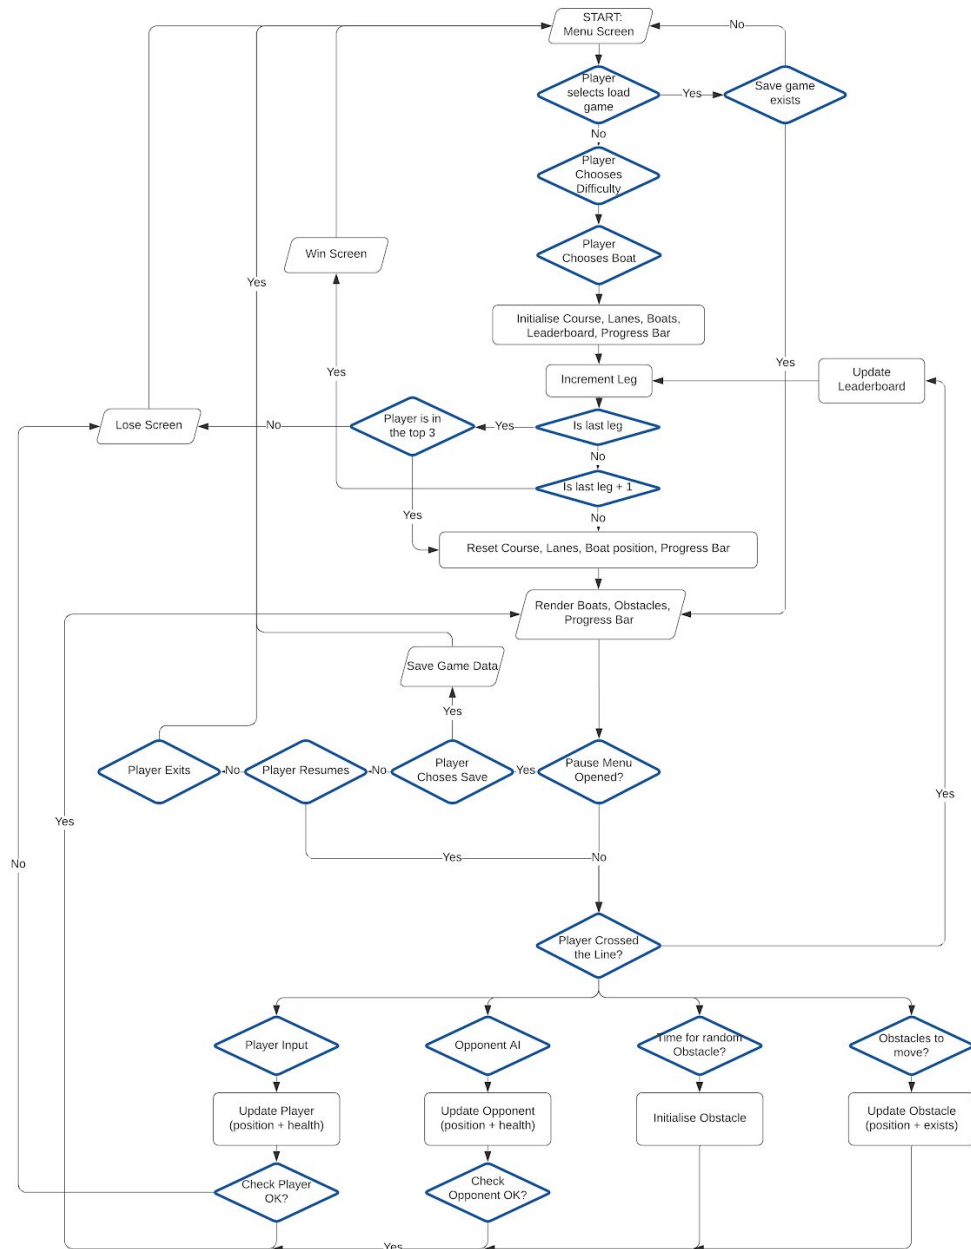 START:
Menu Screen
No
Player
selects load
game
Yes
Save game
exists
No
Player
Chooses
Difficulty
Player
Chooses Boat
Win Screen
Yes
Initialise Course, Lanes, Boats,
Leaderboard, Progress Bar
Yes
Yes
Increment Leg
Update
Leaderboard
Lose Screen
No
Player is in
the top 3
Yes
Is last leg
No
Is last leg + 1
Yes
No
Reset Course, Lanes, Boat position, Progress Bar
Render Boats, Obstacles,
Progress Bar
Save Game Data
Yes
Player Exits
No
Player Resumes
No
Player
Choses Save
Yes
Pause Menu
Opened?
Yes
Yes
No
Yes
No
Player Crossed
the Line?
Player Input
Opponent AI
Time for random
Obstacle?
Obstacles to
move?
Update Player
(position + health)
Update Opponent
(position + health)
Initialise Obstacle
Update Obstacle
(position + exists)
Check Player
OK?
Check
Opponent OK?
Yes